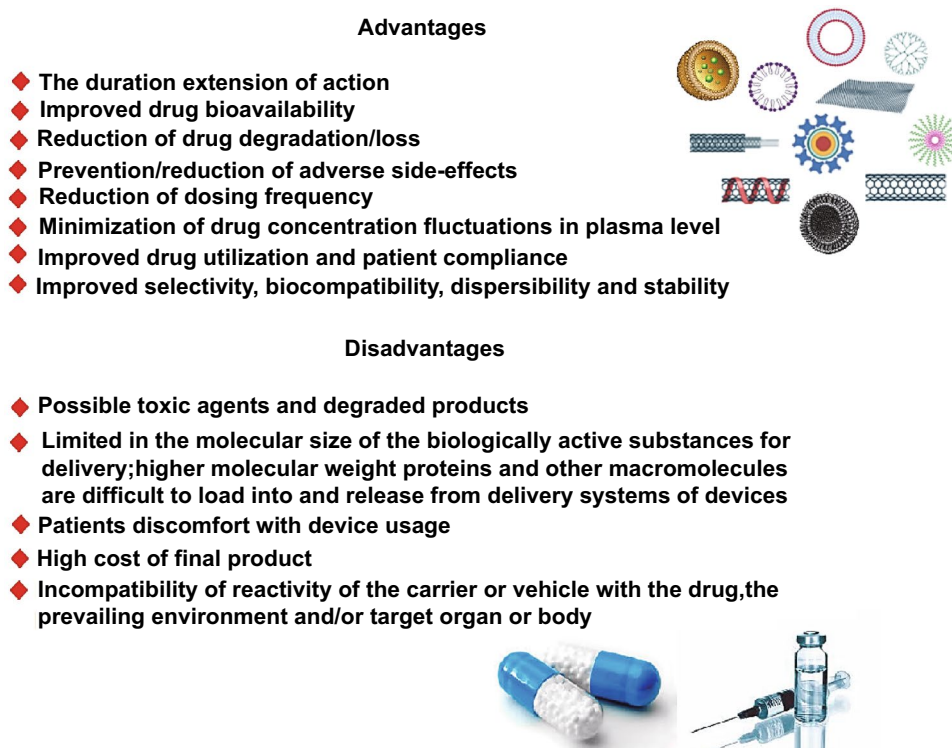 Advantages
The duration extension of action
Improved drug bioavailability
Reduction of drug degradation/loss
Prevention/reduction of adverse side-effects
Reduction of dosing frequency
Minimization of drug concentration fluctuations in plasma level
Improved drug utilization and patient compliance
Improved selectivity, biocompatibility, dispersibility and stability
Disadvantages
Possible toxic agents and degraded products
Limited in the molecular size of the biologically active substances for
delivery;higher molecular weight proteins and other macromolecules
are difficult to load into and release from delivery systems of devices
Patients discomfort with device usage
High cost of final product
Incompatibility of reactivity of the carrier or vehicle with the drug,the
prevailing environment and/or target organ or body